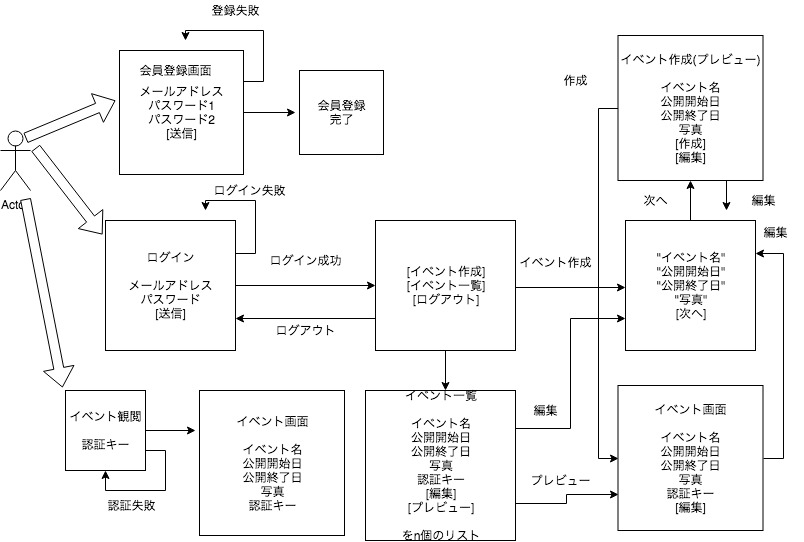 登録失敗
会員登録画面
メールアドレス
パスワード1
パスワード2
[送信]
会員登録
完了
Acto
ログイン失敗
ログイン
メールアドレス
パスワード
[送信]
ログイン成功
ログアウト
[イベント作成]
[イベント一覧]
[ログアウト]
イベント作成
作成
イベント作成(プレビュー)
イベント名
公開開始日
公開終了日
写真
[作成]
[編集]
次へ
編集
編集
"イベント名"
"公開開始日"
"公開終了日"
"写真"
[次へ]
イベント観閲
認証キー
認証失敗
イベント画面
イベント名
公開開始日
公開終了日
写真
認証キー
イベント一覧
イベント名
公開開始日
公開終了日
写真
認証キー
[編集]
[プレビュー]
をn個のリスト
編集
プレビュー
イベント画面
イベント名
公開開始日
公開終了日
写真
認証キー
[編集]